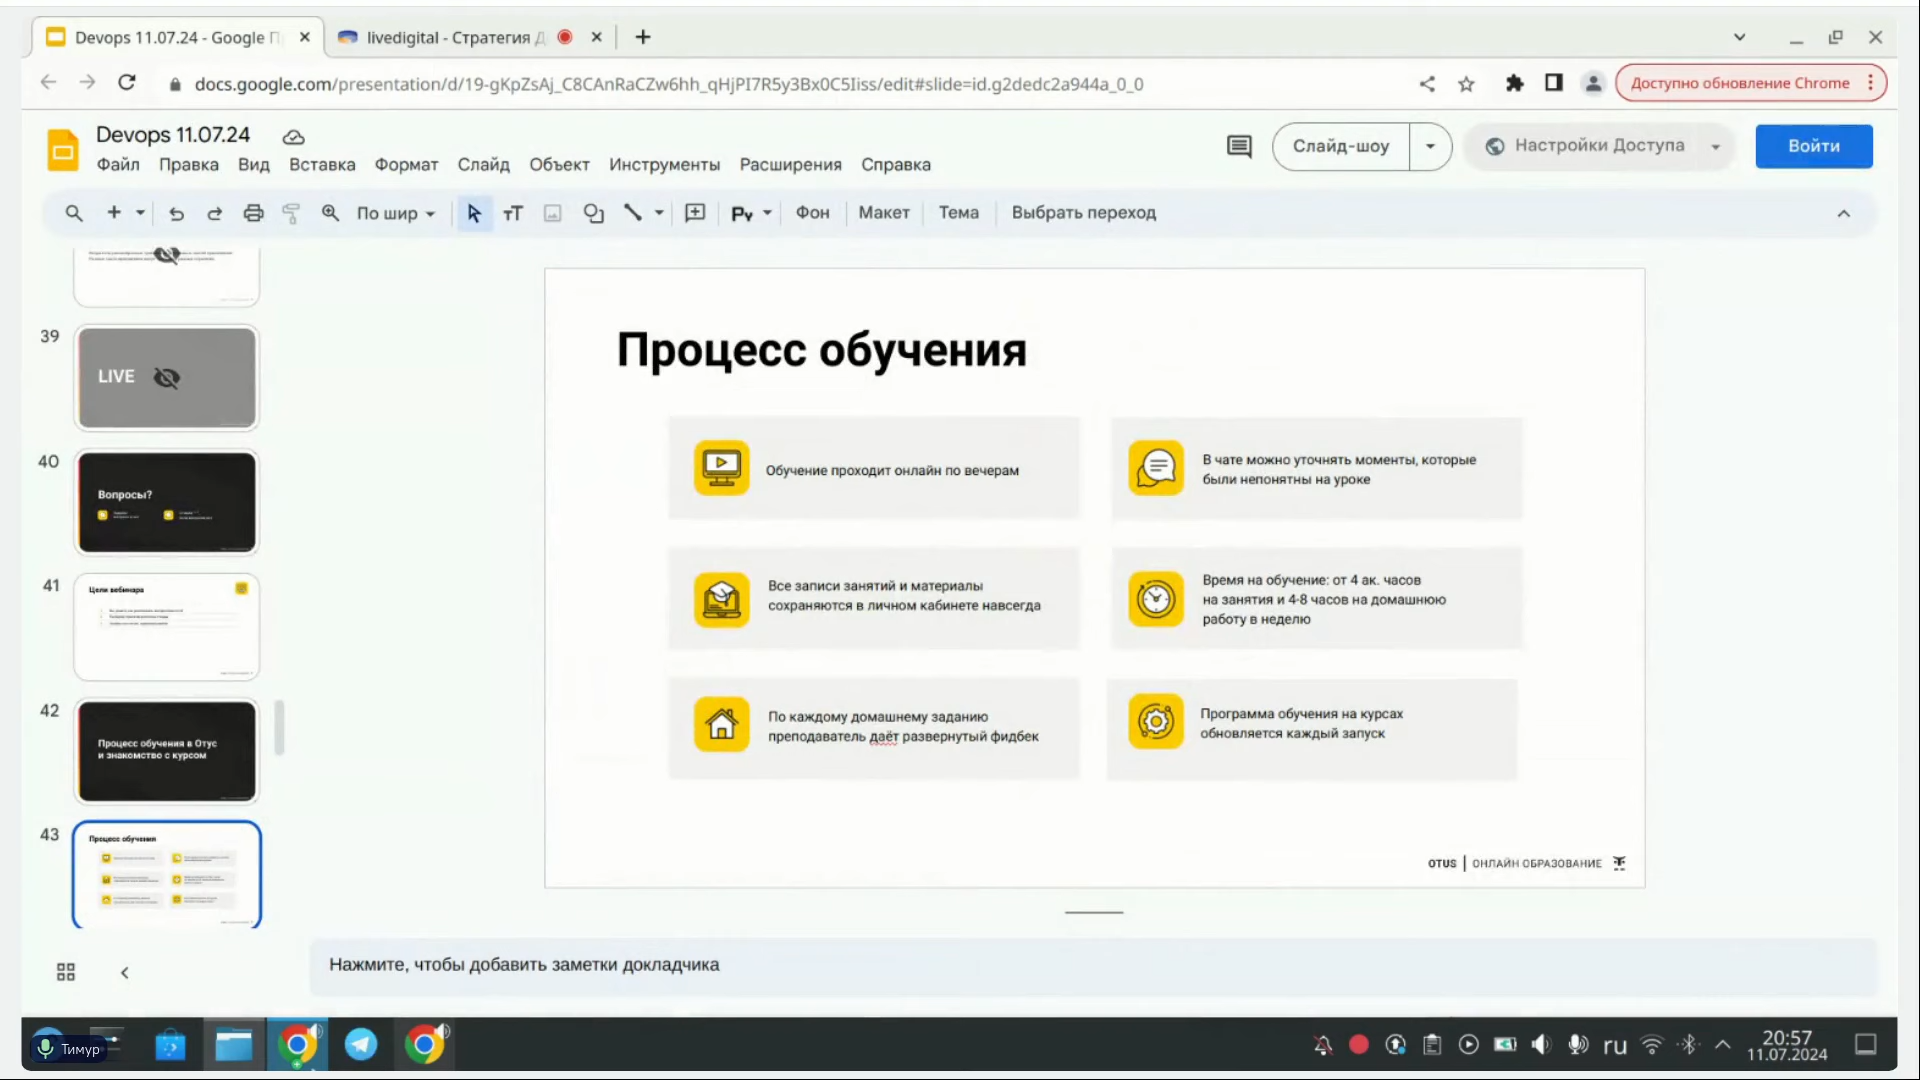 Devops 11.07.24 - Google П
livedigital - Стратегия Д
docs.google.com/presentation/d/19-gKpZsAj_C8CAnRaCZw6hh_qHjPI7R5y3Bx0C5Iiss/edit#slide=id.g2dedc2a944a_0_0
Доступно обновление Chrome
Devops 11.07.24
Файл Правка Вид Вставка Формат Слайд Объект Инструменты Расширения Справка
Слайд-шоу
Настройки Доступа
Войти
По шир
Фон
Макет
Тема
Выбрать переход
39
LIVE
40
Вопросы?
41
Цели вебинара
42
Процесс обучения в Отус
и знакомство с курсом
43
Процесс обучения
Процесс обучения
Обучение проходит онлайн по вечерам
В чате можно уточнять моменты, которые
были непонятны на уроке
Все записи занятий и материалы
сохраняются в личном кабинете навсегда
Время на обучение: от 4 ак. часов
на занятия и 4-8 часов на домашнюю
работу в неделю
По каждому домашнему заданию
преподаватель даёт развернутый фидбек
Программа обучения на курсах
обновляется каждый запуск
OTUS | ОНЛАЙН ОБРАЗОВАНИЕ
Нажмите, чтобы добавить заметки докладчика
Тимур
ru
20:57
11.07.2024